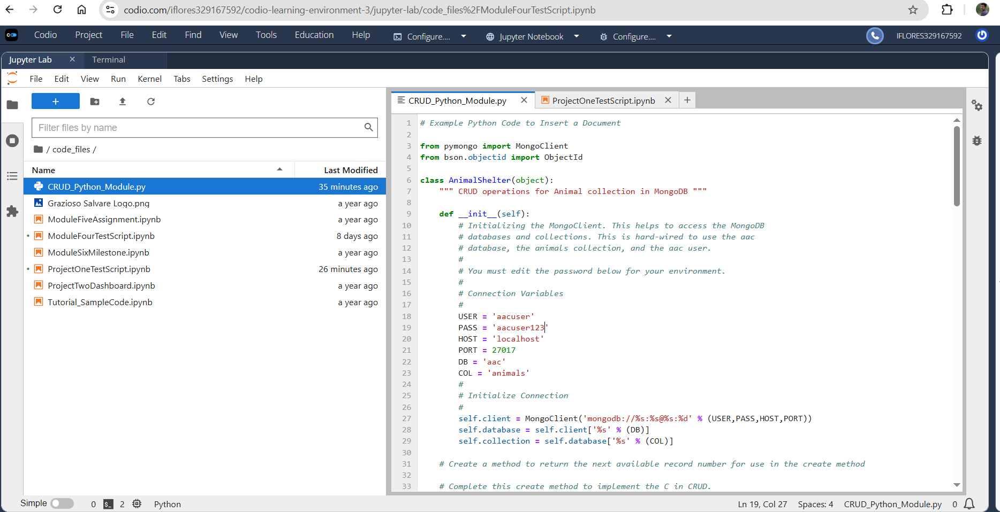 codio.com/iflores329167592/codio-learning-environment-3/jupyter-lab/code_files%2FModuleFourTestScript.ipynb
Codio Project File Edit Find View Tools Education Help Configure.... Jupyter Notebook Configure.... IFLORES329167592
Jupyter Lab Terminal
File Edit View Run Kernel Tabs Settings Help
CRUD_Python_Module.py ProjectOneTestScript.ipynb
Filter files by name
/ code_files /
Name Last Modified
CRUD_Python_Module.py 35 minutes ago
Grazioso Salvare Logo.png a year ago
ModuleFiveAssignment.ipynb a year ago
ModuleFourTestScript.ipynb 8 days ago
ModuleSixMilestone.ipynb a year ago
ProjectOneTestScript.ipynb 26 minutes ago
ProjectTwoDashboard.ipynb a year ago
Tutorial_SampleCode.ipynb a year ago
1 # Example Python Code to Insert a Document
2
3 from pymongo import MongoClient
4 from bson.objectid import ObjectId
5
6 class AnimalShelter(object):
7 """ CRUD operations for Animal collection in MongoDB """
8
9 def __init__(self):
10 # Initializing the MongoClient. This helps to access the MongoDB
11 # databases and collections. This is hard-wired to use the aac
12 # database, the animals collection, and the aac user.
13 #
14 # You must edit the password below for your environment.
15 #
16 # Connection Variables
17 #
18 USER = 'aacuser'
19 PASS = 'aacuser123'
20 HOST = 'localhost'
21 PORT = 27017
22 DB = 'aac'
23 COL = 'animals'
24 #
25 # Initialize Connection
26 #
27 self.client = MongoClient('mongodb://%s:%s@%s:%d' % (USER,PASS,HOST,PORT))
28 self.database = self.client['%s' % (DB)]
29 self.collection = self.database['%s' % (COL)]
30
31 # Create a method to return the next available record number for use in the create method
32
33 # Complete this create method to implement the C in CRUD.
Simple 0 2 Python Ln 19, Col 27 Spaces: 4 CRUD_Python_Module.py 0